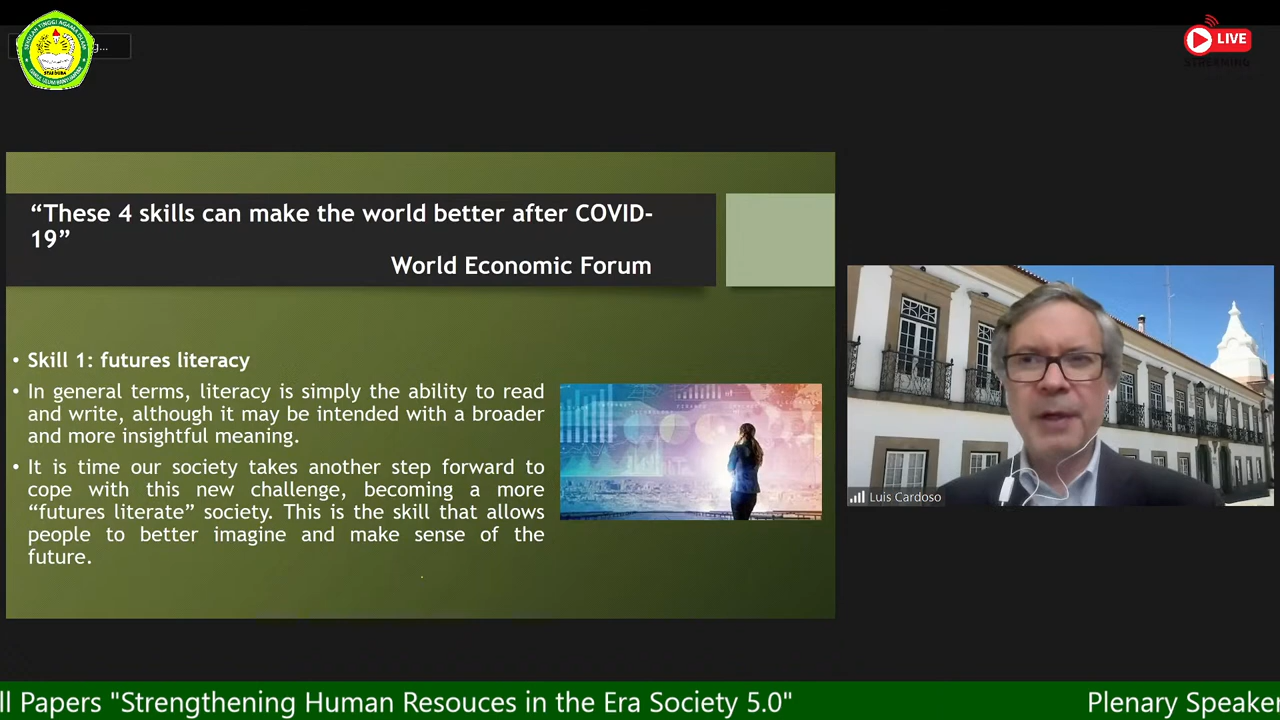 LIVE
STREAMING
“These 4 skills can make the world better after COVID-
19”
World Economic Forum
• Skill 1: futures literacy
• In general terms, literacy is simply the ability to read
and write, although it may be intended with a broader
and more insightful meaning.
• It is time our society takes another step forward to
cope with this new challenge, becoming a more
“futures literate” society. This is the skill that allows
people to better imagine and make sense of the
future.
Luis Cardoso
ll Papers "Strengthening Human Resouces in the Era Society 5.0"
Plenary Speaker